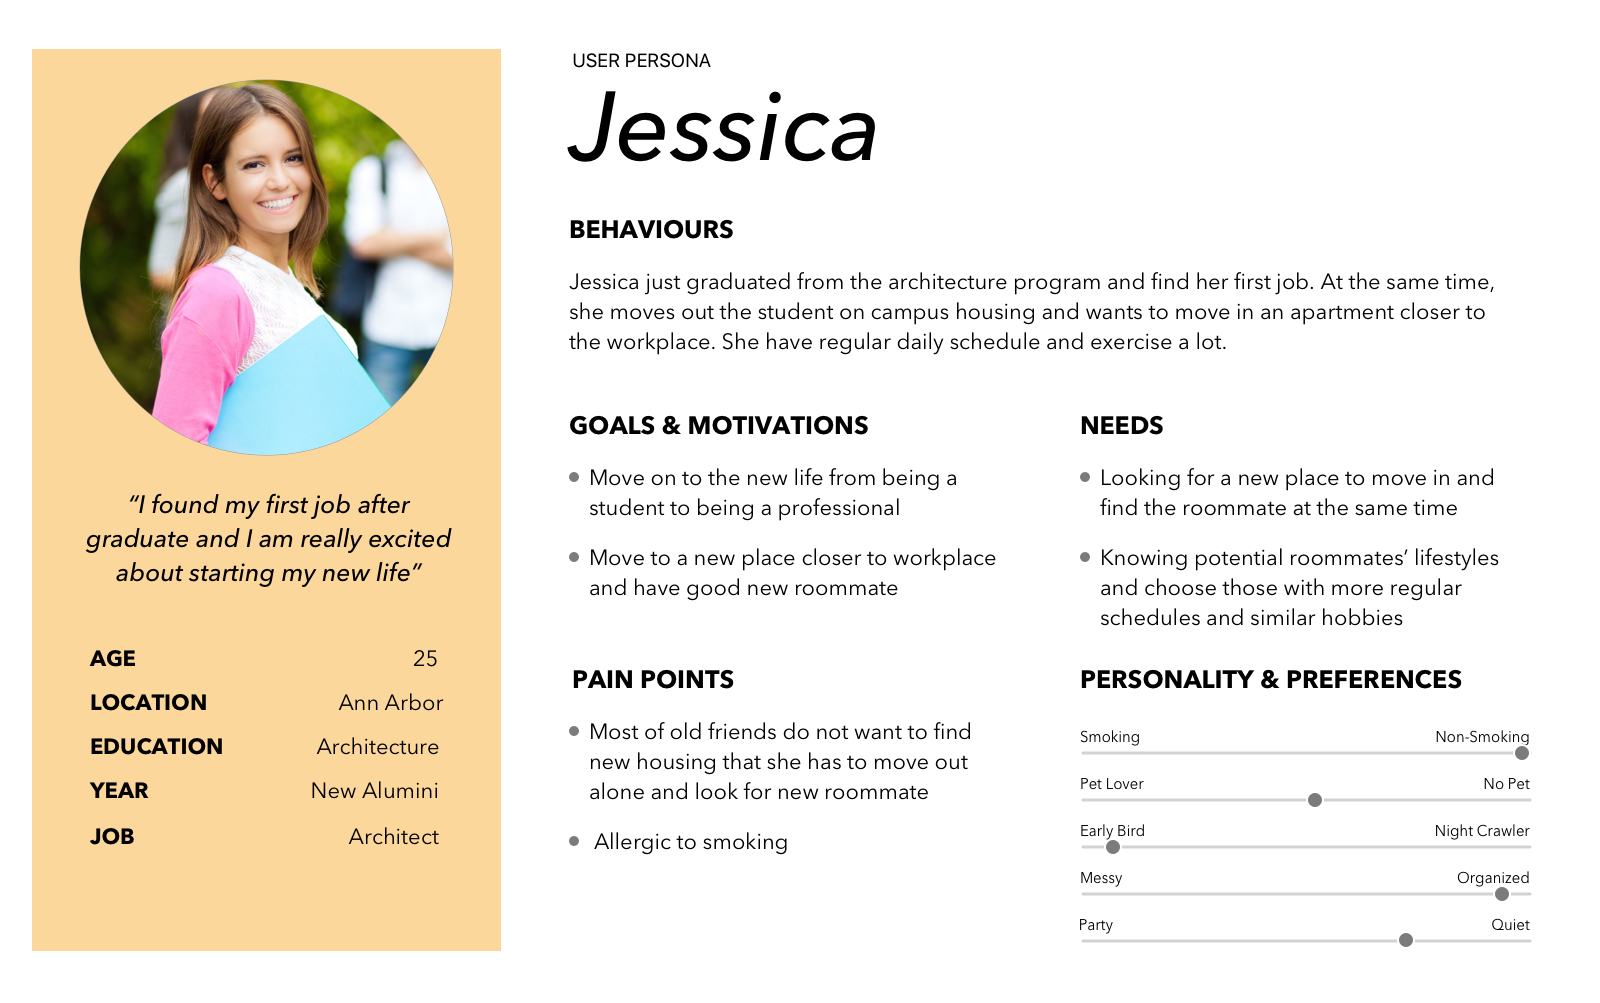 USER PERSONA
Jessica
BEHAVIOURS
Jessica just graduated from the architecture program and find her first job. At the same time,
she moves out the student on campus housing and wants to move in an apartment closer to
the workplace. She have regular daily schedule and exercise a lot.
“I found my first job after
graduate and I am really excited
about starting my new life”
AGE 25
LOCATION Ann Arbor
EDUCATION Architecture
YEAR New Alumini
JOB Architect
GOALS & MOTIVATIONS
Move on to the new life from being a
student to being a professional
Move to a new place closer to workplace
and have good new roommate
NEEDS
Looking for a new place to move in and
find the roommate at the same time
Knowing potential roommates’ lifestyles
and choose those with more regular
schedules and similar hobbies
PAIN POINTS
Most of old friends do not want to find
new housing that she has to move out
alone and look for new roommate
Allergic to smoking
PERSONALITY & PREFERENCES
Smoking Non-Smoking
Pet Lover No Pet
Early Bird Night Crawler
Messy Organized
Party Quiet